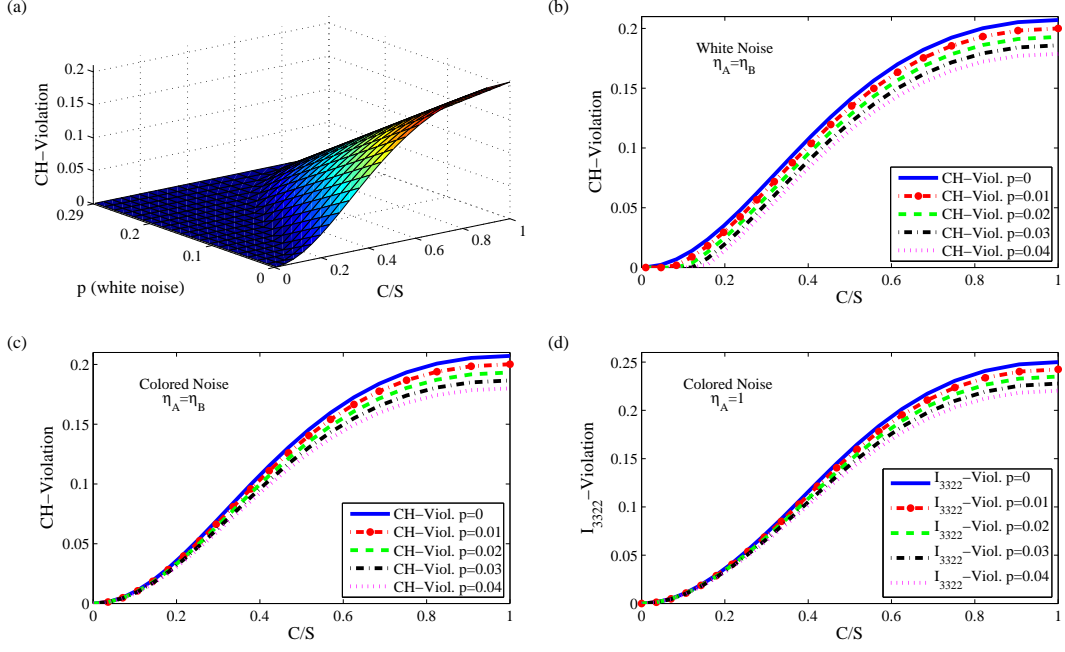 (a)
CH−Violation
0.2
0.15
0.1
0.05
0
0.29
0.2
0.1
0
p (white noise)
0
0.2
0.4
0.6
0.8
1
C/S
(b)
CH−Violation
0.2
0.15
0.1
0.05
0
White Noise
η_A=η_B
CH−Viol. p=0
CH−Viol. p=0.01
CH−Viol. p=0.02
CH−Viol. p=0.03
CH−Viol. p=0.04
0 0.2 0.4 0.6 0.8 1
C/S
(c)
CH−Violation
0.2
0.15
0.1
0.05
0
Colored Noise
η_A=η_B
CH−Viol. p=0
CH−Viol. p=0.01
CH−Viol. p=0.02
CH−Viol. p=0.03
CH−Viol. p=0.04
0 0.2 0.4 0.6 0.8 1
C/S
(d)
I_3322−Violation
0.25
0.2
0.15
0.1
0.05
0
Colored Noise
η_A=1
I_3322−Viol. p=0
I_3322−Viol. p=0.01
I_3322−Viol. p=0.02
I_3322−Viol. p=0.03
I_3322−Viol. p=0.04
0 0.2 0.4 0.6 0.8 1
C/S